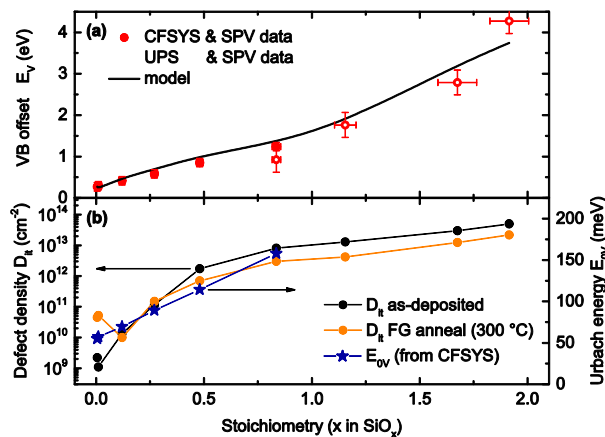 (a)
CFSYS & SPV data
UPS & SPV data
model
VB offset E_V (eV)
4
3
2
1
0
(b)
Defect density D_it (cm^-2)
10^14
10^13
10^12
10^11
10^10
10^9
D_it as-deposited
D_it FG anneal (300 °C)
E_0V (from CFSYS)
200
150
100
50
0
Urbach energy E_0V (meV)
0.0 0.5 1.0 1.5 2.0
Stoichiometry (x in SiO_x)